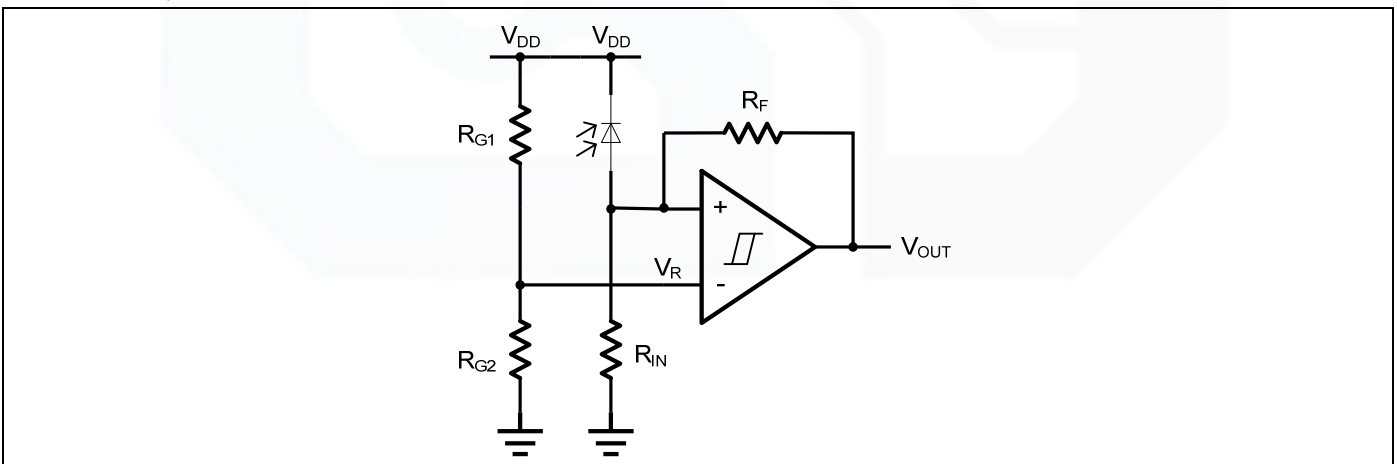 VDD VDD
RF
RG1
+
VOUT
VR
-
RG2
RIN